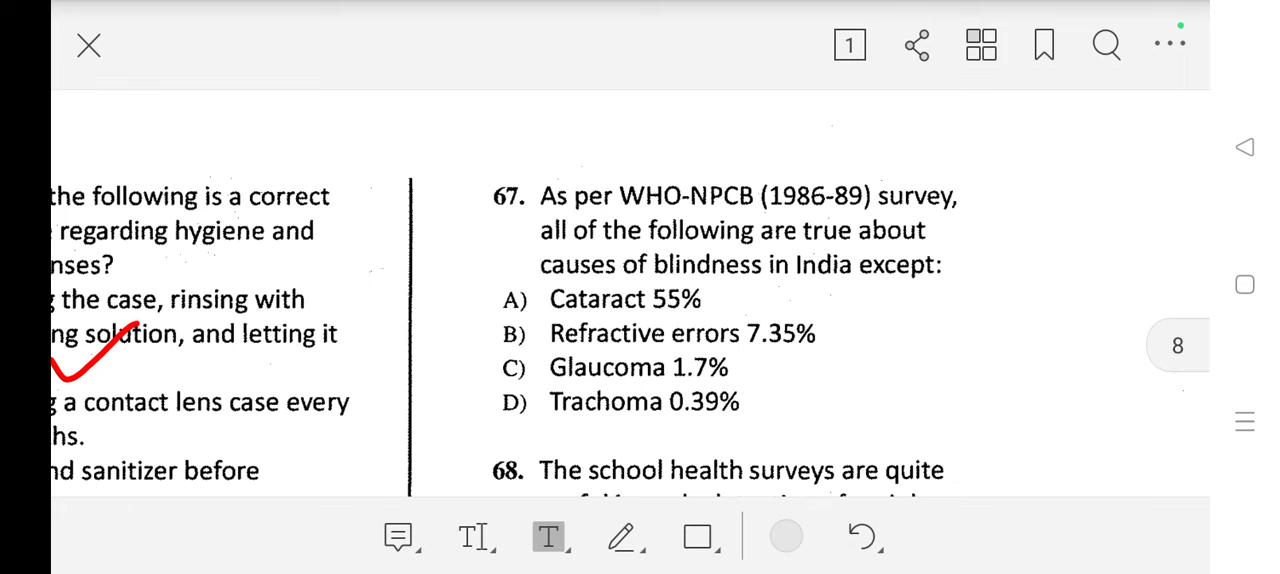 1
the following is a correct
regarding hygiene and
nses?
the case, rinsing with
ng solution, and letting it
a contact lens case every
hs.
nd sanitizer before
67. As per WHO-NPCB (1986-89) survey,
all of the following are true about
causes of blindness in India except:
A) Cataract 55%
B) Refractive errors 7.35%
C) Glaucoma 1.7%
D) Trachoma 0.39%
68. The school health surveys are quite
8
T
T